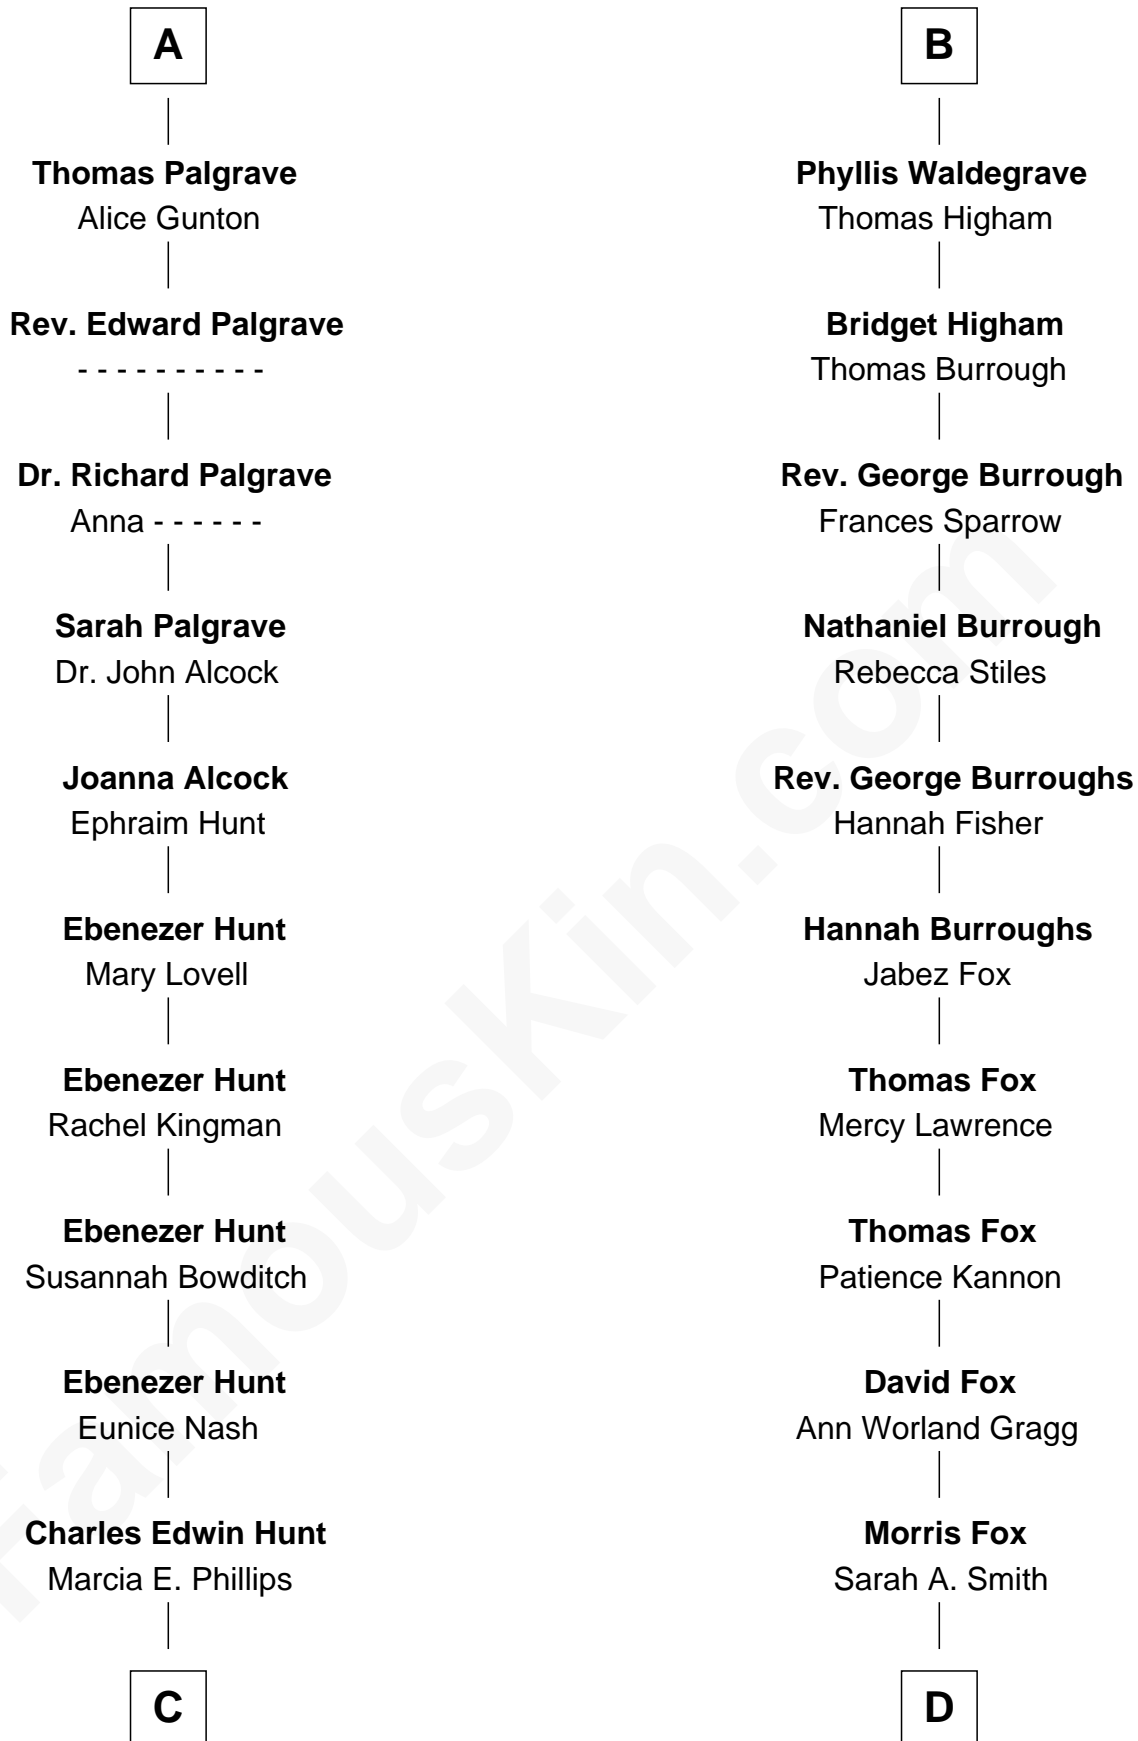 A
Thomas Palgrave
Alice Gunton
Rev. Edward Palgrave
- - - - - - - - - -
Dr. Richard Palgrave
Anna - - - - - -
Sarah Palgrave
Dr. John Alcock
Joanna Alcock
Ephraim Hunt
Ebenezer Hunt
Mary Lovell
Ebenezer Hunt
Rachel Kingman
Ebenezer Hunt
Susannah Bowditch
Ebenezer Hunt
Eunice Nash
Charles Edwin Hunt
Marcia E. Phillips
C
B
Phyllis Waldegrave
Thomas Higham
Bridget Higham
Thomas Burrough
Rev. George Burrough
Frances Sparrow
Nathaniel Burrough
Rebecca Stiles
Rev. George Burroughs
Hannah Fisher
Hannah Burroughs
Jabez Fox
Thomas Fox
Mercy Lawrence
Thomas Fox
Patience Kannon
David Fox
Ann Worland Gragg
Morris Fox
Sarah A. Smith
D
FamousKin.com